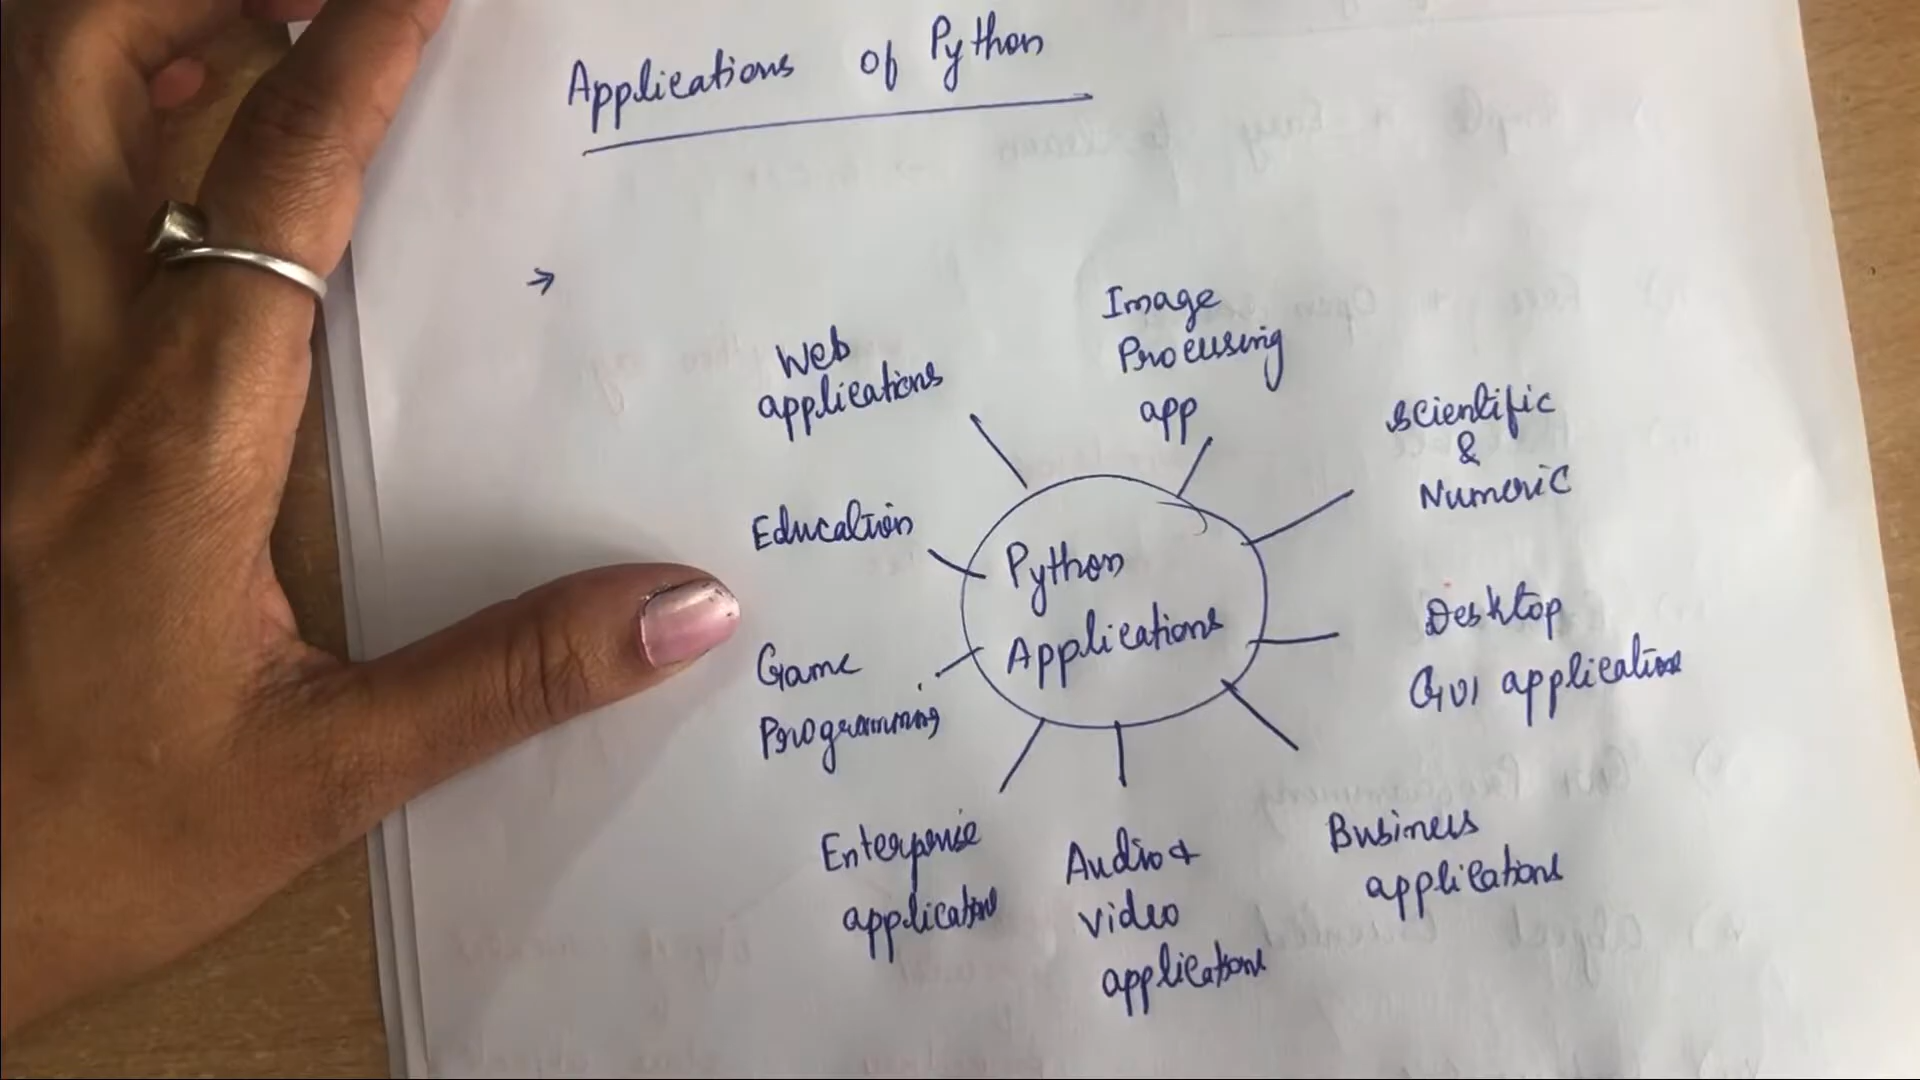 Applications of Python
→
Web
applications
Image
Processing
app
Scientific
&
Numeric
Education
Python
Applications
Desktop
GUI applications
Game
Programming
Enterprise
applications
Audio &
video
applications
Business
applications